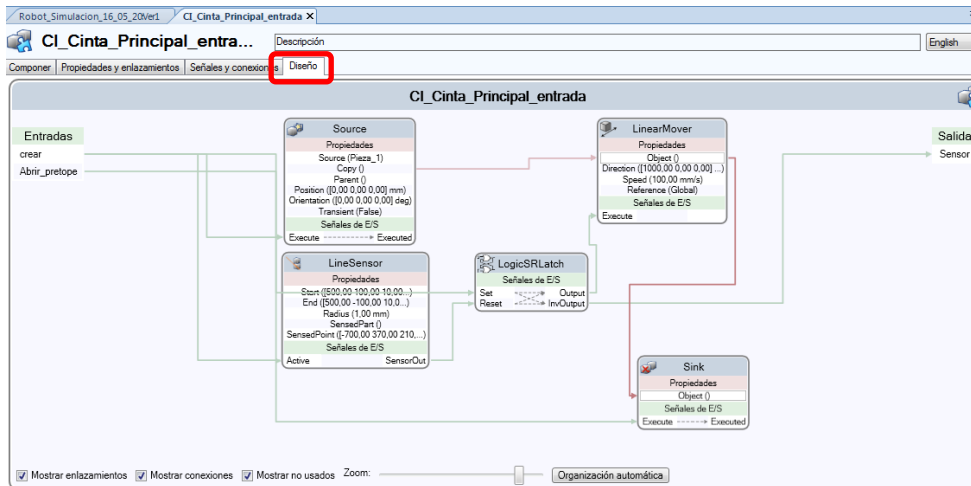 Robot_Simulacion_16_05_20Ver1 CI_Cinta_Principal_entrada X
CI_Cinta_Principal_entra... Descripción English
Componer Propiedades y enlazamientos Señales y conexiones Diseño
CI_Cinta_Principal_entrada
Entradas
crear
Abrir_pretope
Source
Propiedades
Source (Pieza_1)
Copy ()
Parent ()
Position ([0,00 0,00 0,00] mm)
Orientation ([0,00 0,00 0,00] deg)
Transient (False)
Señales de E/S
Execute Executed
LinearMover
Propiedades
Object ()
Direction ([1000,00 0,00 0,00] ...)
Speed (100,00 mm/s)
Reference (Global)
Señales de E/S
Execute
Salida
Sensor
LineSensor
Propiedades
Start ([500,00 -100,00 10,00...)
End ([500,00 -100,00 10,0...)
Radius (1,00 mm)
SensedPart ()
SensedPoint ([-700,00 370,00 210,...)
Señales de E/S
Active SensorOut
LogicSRLatch
Señales de E/S
Set Output
Reset InvOutput
Sink
Propiedades
Object ()
Señales de E/S
Execute Executed
Mostrar enlazamientos Mostrar conexiones Mostrar no usados Zoom: Organización automática